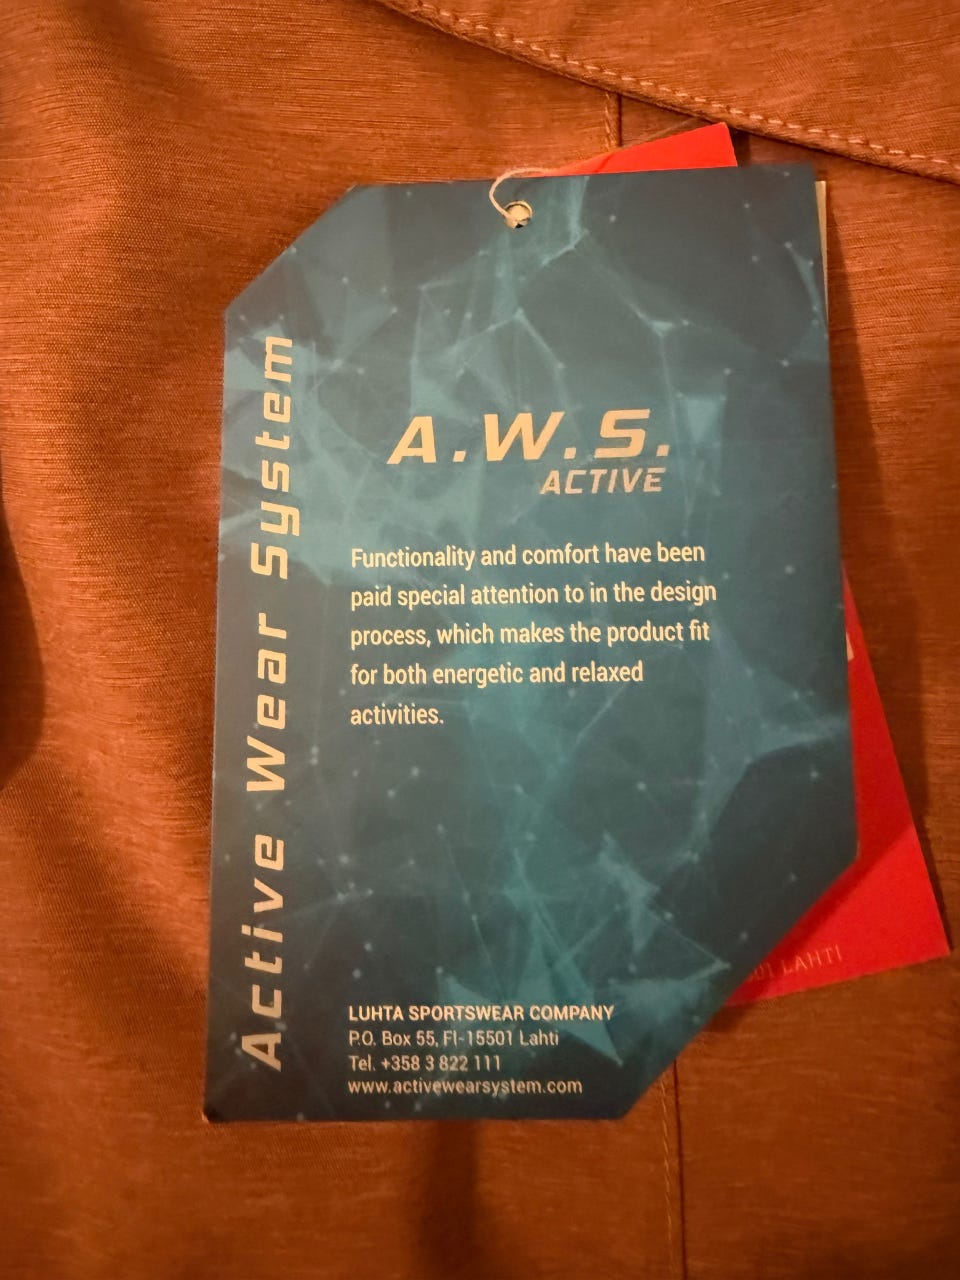 Active Wear System
A.W.S.
ACTIVE
Functionality and comfort have been
paid special attention to in the design
process, which makes the product fit
for both energetic and relaxed
activities.
LUHTA SPORTSWEAR COMPANY
P.O. Box 55, FI-15501 Lahti
Tel. +358 3 822 111
www.activewearsystem.com
LAHTI